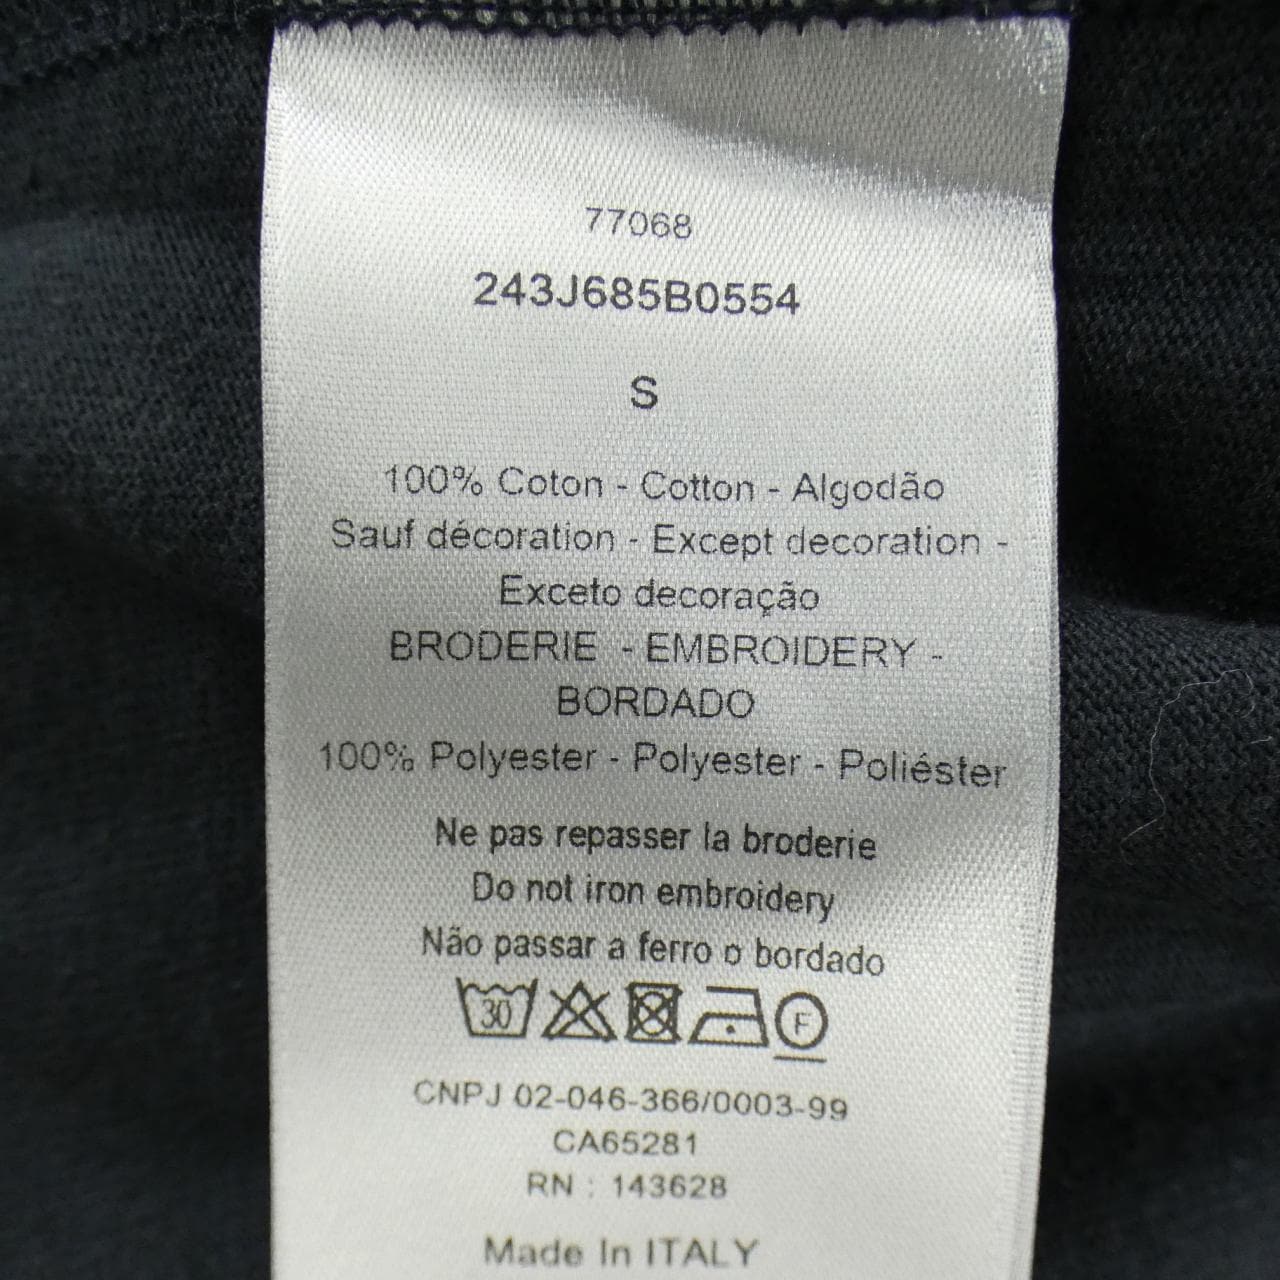 77068
243J685B0554
S
100% Coton - Cotton - Algodão
Sauf décoration - Except decoration -
Exceto decoração
BRODERIE - EMBROIDERY -
BORDADO
100% Polyester - Polyester - Poliéster
Ne pas repasser la broderie
Do not iron embroidery
Não passar a ferro o bordado
30 F
CNPJ 02-046-366/0003-99
CA65281
RN : 143628
Made In ITALY